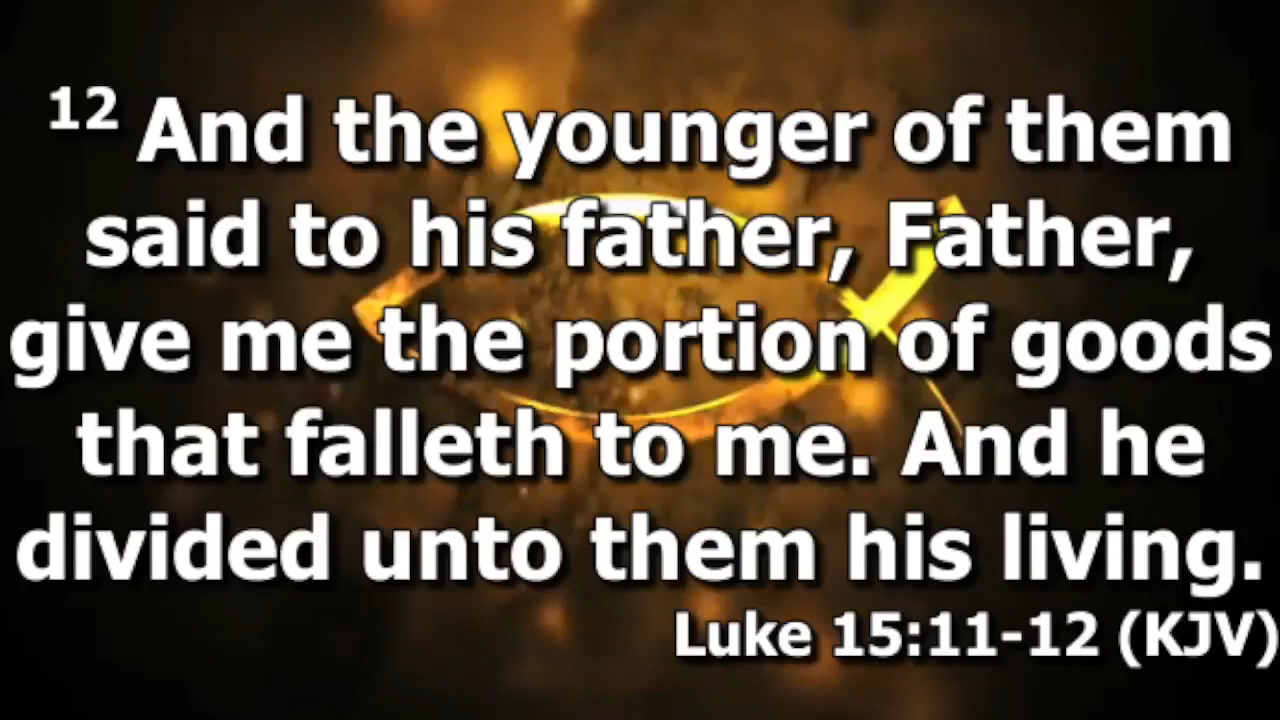 12 And the younger of them
said to his father, Father,
give me the portion of goods
that falleth to me. And he
divided unto them his living.
Luke 15:11-12 (KJV)